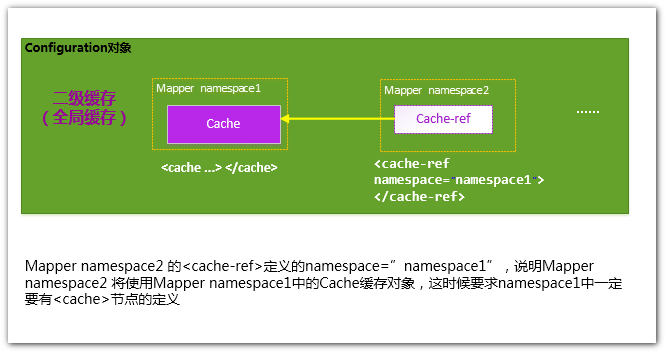 Configuration对象
二级缓存
（全局缓存）
Mapper namespace1
Cache
<cache ...> </cache>
Mapper namespace2
Cache-ref
<cache-ref
namespace="namespace1">
</cache-ref>
......
Mapper namespace2 的<cache-ref>定义的namespace=”namespace1”，说明Mapper
namespace2 将使用Mapper namespace1中的Cache缓存对象，这时候要求namespace1中一定
要有<cache>节点的定义